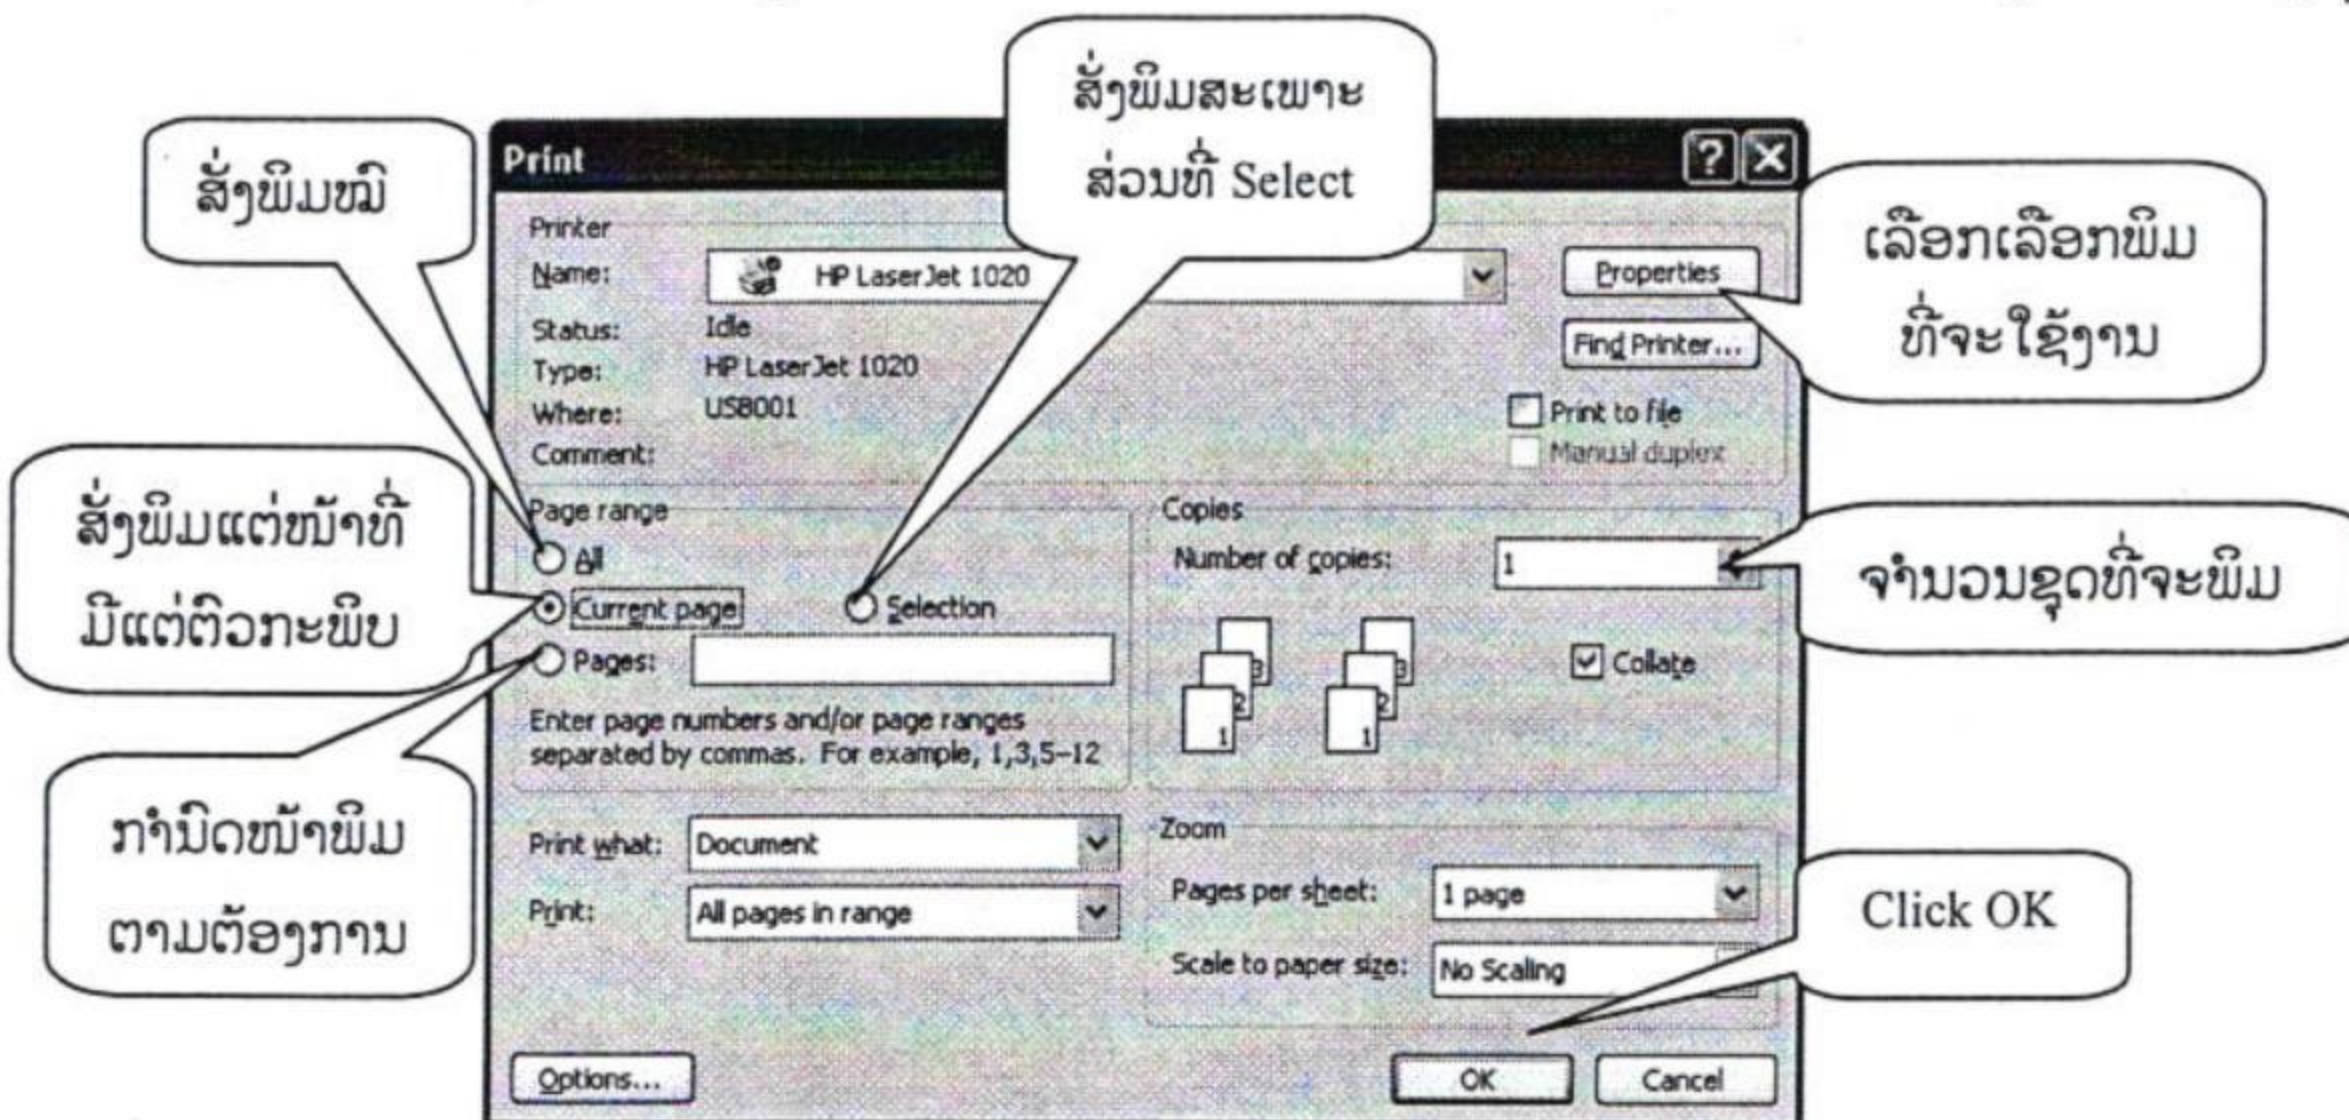 ສັ່ງພິມສະເພາະ
ສ່ວນທີ່ Select
ສັ່ງພິມໝົ
Print
ເລືອກເລືອກພິມ
ທີ່ຈະໃຊ້ງານ
Printer
Name: HP LaserJet 1020 Properties
Status: Idle Find Printer...
Type: HP LaserJet 1020
Where: USB001 Print to file
Comment: Manual duplex
ສັ່ງພິມແຕ່ໜ້າທີ່
ມີແຕ່ຕົວກະພິບ
Page range Copies
All Number of copies: 1
ຈຳນວນຊຸດທີ່ຈະພິມ
Current page Selection
Pages: Collate
3 3
2 2
1 1
Enter page numbers and/or page ranges
separated by commas. For example, 1,3,5-12
ກຳນົດໜ້າພິມ
ຕາມຕ້ອງການ
Print what: Document Zoom
Print: All pages in range Pages per sheet: 1 page
Scale to paper size: No Scaling
Click OK
Options... OK Cancel